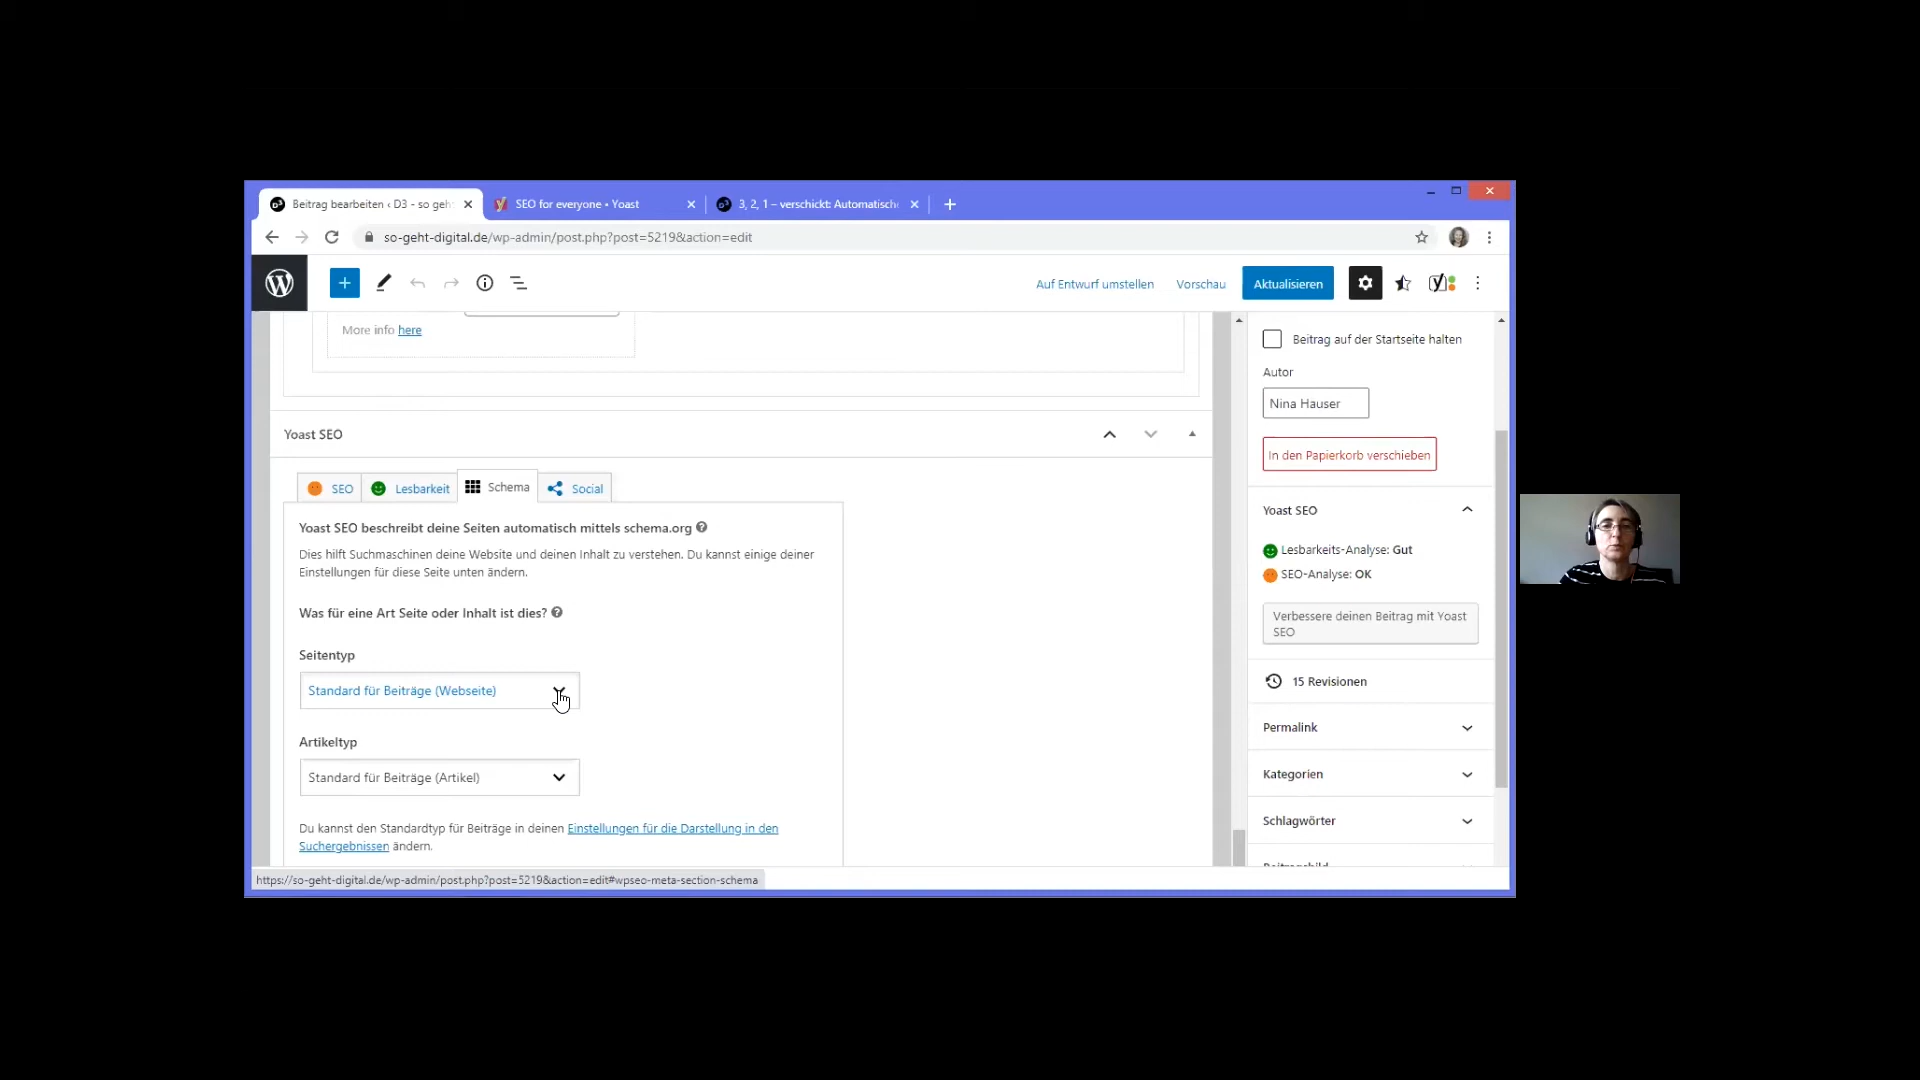 Beitrag bearbeiten ‹ D3 - so geh
SEO for everyone • Yoast
3, 2, 1 – verschickt: Automatisch
so-geht-digital.de/wp-admin/post.php?post=5219&action=edit
Auf Entwurf umstellen
Vorschau
Aktualisieren
More info here
Beitrag auf der Startseite halten
Autor
Nina Hauser
In den Papierkorb verschieben
Yoast SEO
SEO
Lesbarkeit
Schema
Social
Yoast SEO beschreibt deine Seiten automatisch mittels schema.org
Dies hilft Suchmaschinen deine Website und deinen Inhalt zu verstehen. Du kannst einige deiner
Einstellungen für diese Seite unten ändern.
Was für eine Art Seite oder Inhalt ist dies?
Seitentyp
Standard für Beiträge (Webseite)
Artikeltyp
Standard für Beiträge (Artikel)
Du kannst den Standardtyp für Beiträge in deinen Einstellungen für die Darstellung in den
Suchergebnissen ändern.
Yoast SEO
Lesbarkeits-Analyse: Gut
SEO-Analyse: OK
Verbessere deinen Beitrag mit Yoast
SEO
15 Revisionen
Permalink
Kategorien
Schlagwörter
https://so-geht-digital.de/wp-admin/post.php?post=5219&action=edit#wpseo-meta-section-schema